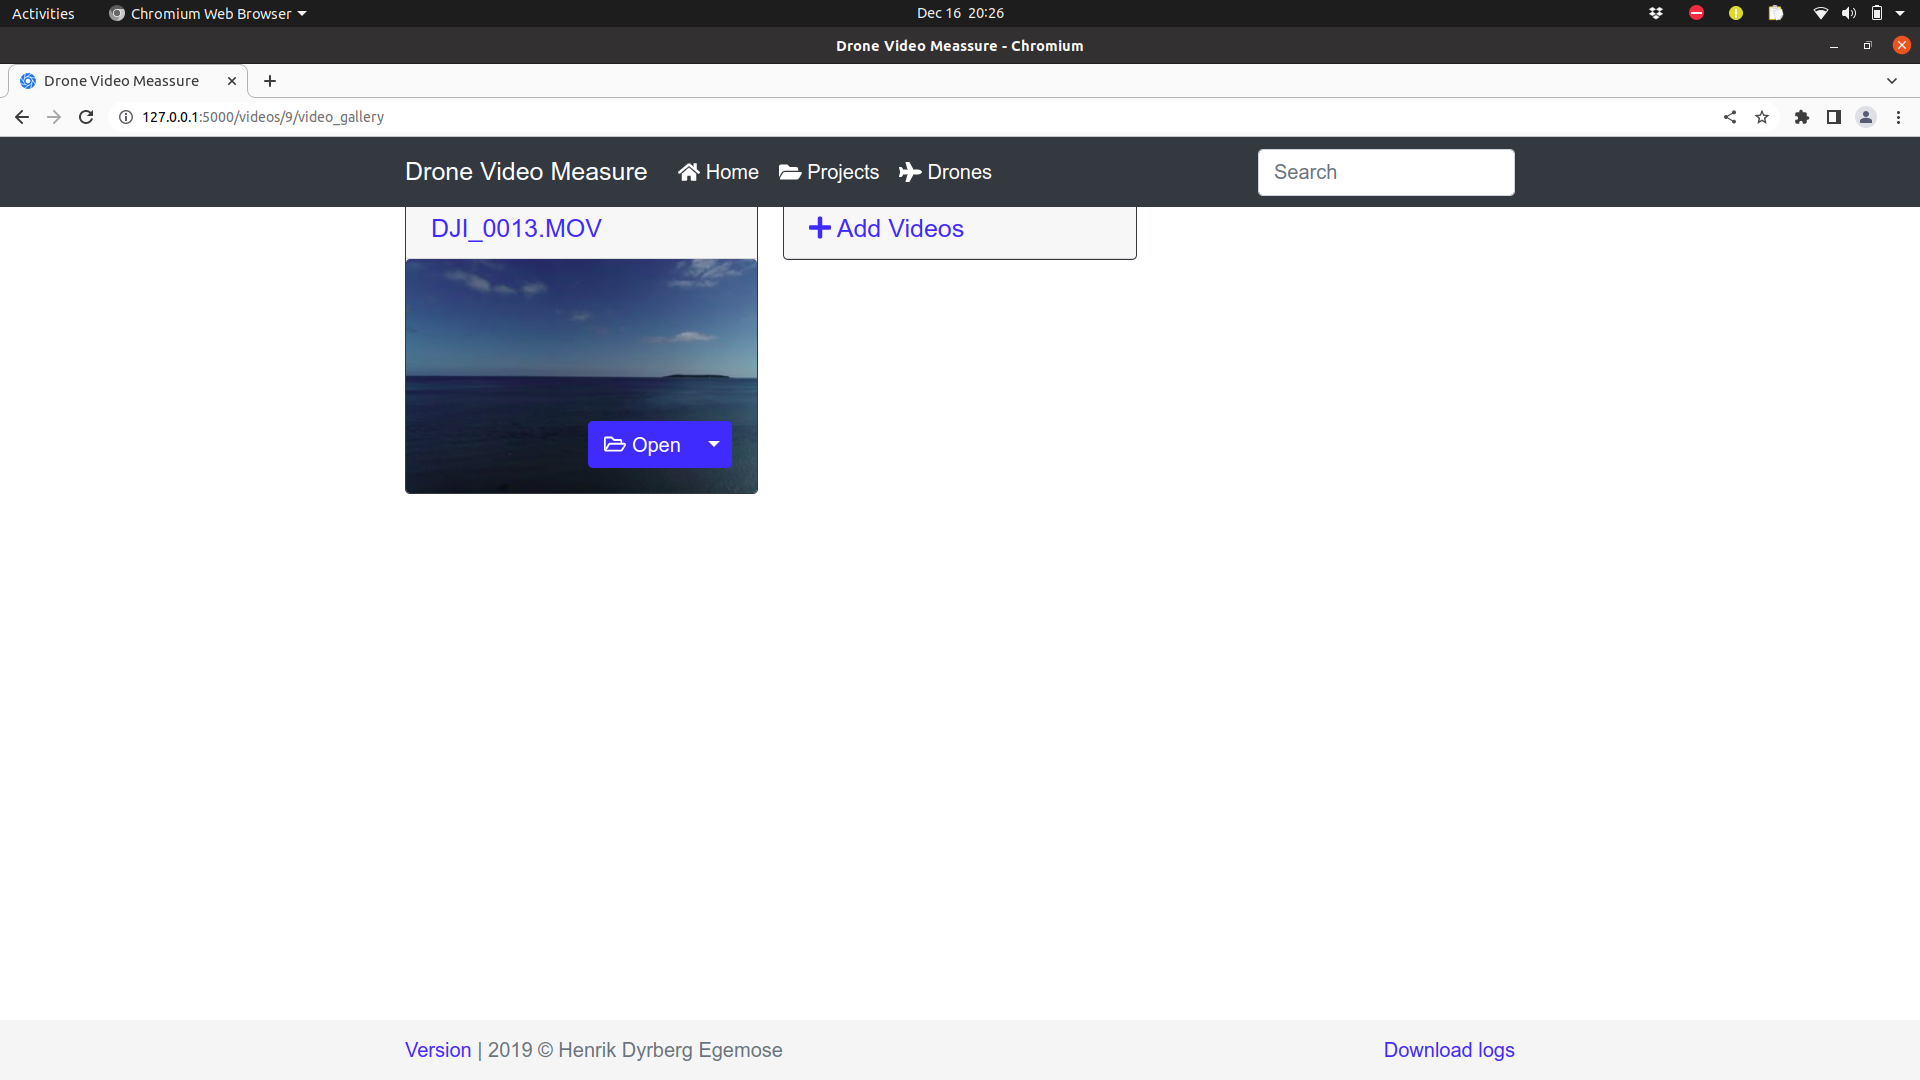 Activities
Chromium Web Browser
Dec 16 20:26
Drone Video Meassure - Chromium
Drone Video Meassure
127.0.0.1:5000/videos/9/video_gallery
Drone Video Measure
Home
Projects
Drones
Search
DJI_0013.MOV
Add Videos
Open
Version | 2019 © Henrik Dyrberg Egemose
Download logs